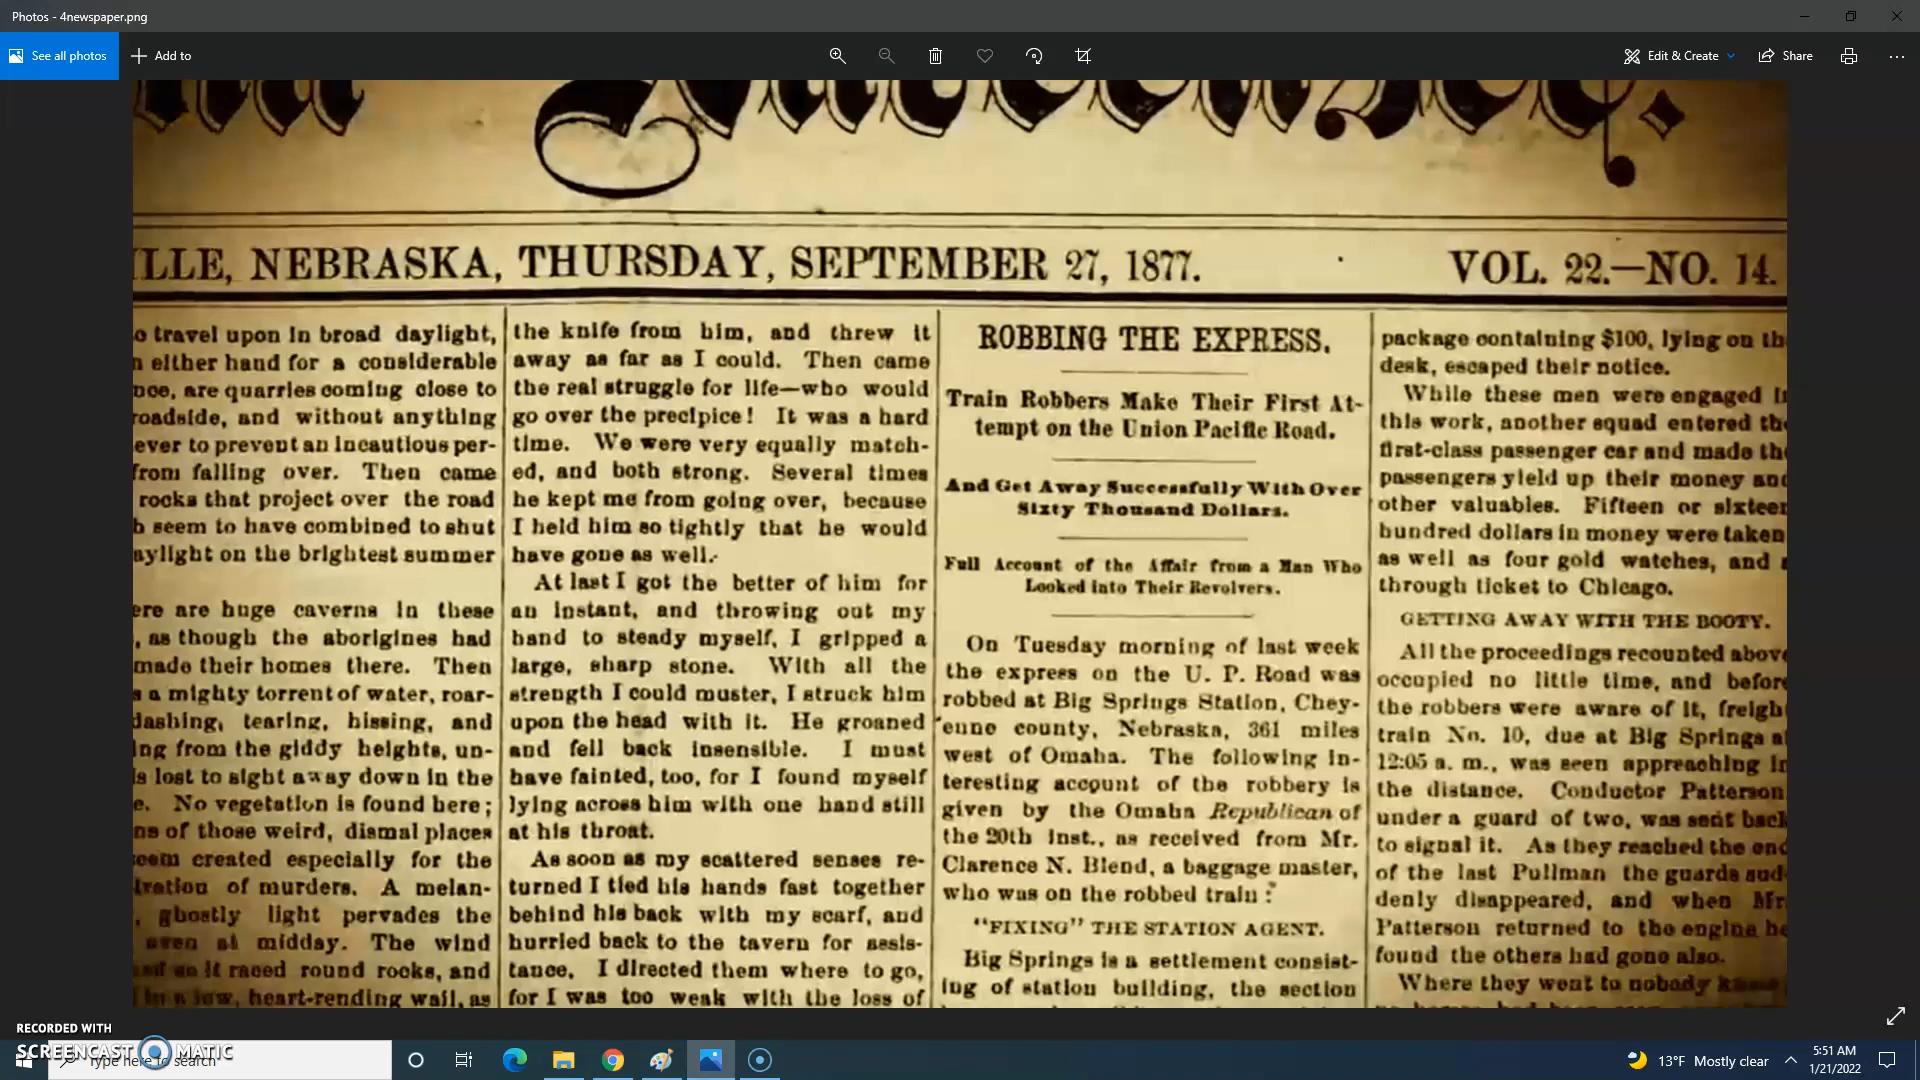 Photos - 4newspaper.png
See all photos
Add to
Edit & Create
Share
NEBRASKA, THURSDAY, SEPTEMBER 27, 1877.
VOL. 22.—NO. 14.
travel upon in broad daylight,
either hand for a considerable
are quarries coming close to
roadside, and without anything
ever to prevent an incautious per-
from falling over. Then came
rocks that project over the road
seem to have combined to shut
aylight on the brightest summer
ere are huge caverns in these
, as though the aborigines had
made their homes there. Then
a mighty torrent of water, roar-
dashing, tearing, hissing, and
ing from the giddy heights, un-
lost to sight away down in the
e. No vegetation is found here;
ns of those weird, dismal places
created especially for the
of murders. A melan-
, ghostly light pervades the
even at midday. The wind
as it raced round rocks, and
in a low, heart-rending wail, as
the knife from him, and threw it
away as far as I could. Then came
the real struggle for life—who would
go over the precipice! It was a hard
time. We were very equally match-
ed, and both strong. Several times
he kept me from going over, because
I held him so tightly that he would
have gone as well.
At last I got the better of him for
an instant, and throwing out my
hand to steady myself, I gripped a
large, sharp stone. With all the
strength I could muster, I struck him
upon the head with it. He groaned
and fell back insensible. I must
have fainted, too, for I found myself
lying across him with one hand still
at his throat.
As soon as my scattered senses re-
turned I tied his hands fast together
behind his back with my scarf, and
hurried back to the tavern for assis-
tance. I directed them where to go,
for I was too weak with the loss of
ROBBING THE EXPRESS.
Train Robbers Make Their First At-
tempt on the Union Pacific Road.
And Get Away Successfully With Over
Sixty Thousand Dollars.
Full Account of the Affair from a Man Who
Looked into Their Revolvers.
On Tuesday morning of last week
the express on the U. P. Road was
robbed at Big Springs Station, Chey-
enne county, Nebraska, 361 miles
west of Omaha. The following in-
teresting account of the robbery is
given by the Omaha Republican of
the 20th inst., as received from Mr.
Clarence N. Blend, a baggage master,
who was on the robbed train:
"FIXING" THE STATION AGENT.
Big Springs is a settlement consist-
ing of station building, the section
package containing $100, lying on th
desk, escaped their notice.
While these men were engaged i
this work, another squad entered the
first-class passenger car and made the
passengers yield up their money and
other valuables. Fifteen or sixteen
hundred dollars in money were taken
as well as four gold watches, and a
through ticket to Chicago.
GETTING AWAY WITH THE BOOTY.
All the proceedings recounted above
occupied no little time, and before
the robbers were aware of it, freigh
train No. 10, due at Big Springs at
12:05 a. m., was seen appreaching in
the distance. Conductor Patterson
under a guard of two, was sent back
to signal it. As they reached the end
of the last Pullman the guards sud-
denly disappeared, and when Mr.
Patterson returned to the engine he
found the others had gone also.
Where they went to nobody
RECORDED WITH
SCREENCAST MATIC
Type here to search
13°F Mostly clear
5:51 AM
1/21/2022